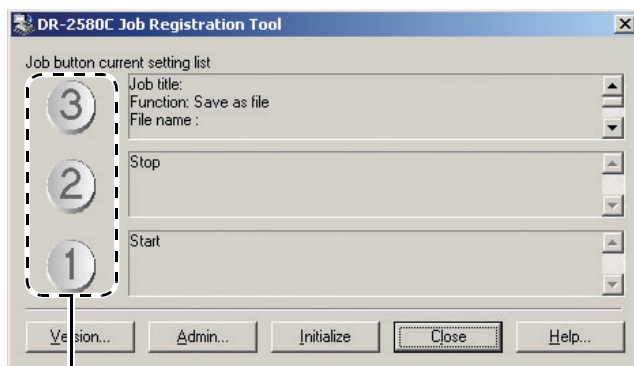 DR-2580C Job Registration Tool
Job button current setting list
3
Job title:
Function: Save as file
File name :
2
Stop
1
Start
Version...
Admin...
Initialize
Close
Help...